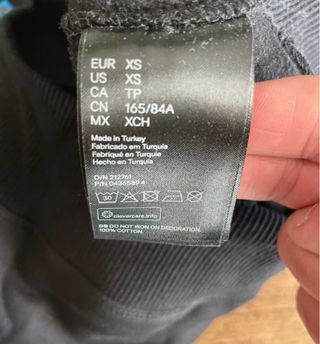 EUR XS
US XS
CA TP
CN 165/84A
MX XCH
Made in Turkey
Fabricado em Turquia
Fabriqué en Turquie
Hecho en Turquía
O/N 212761
P/N 0436589 4
30
clevercare.info
GB DO NOT IRON ON DECORATION.
100% COTTON.